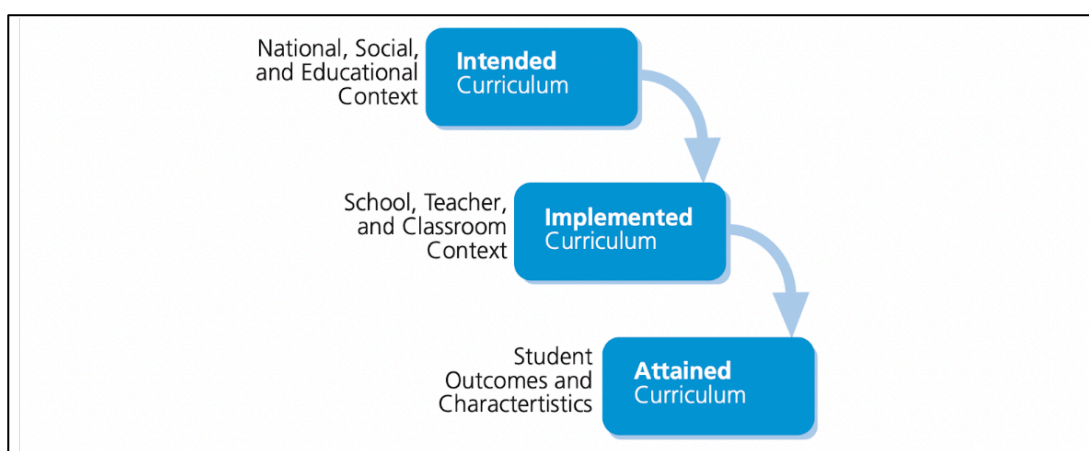 National, Social,
and Educational
Context
Intended
Curriculum
School, Teacher,
and Classroom
Context
Implemented
Curriculum
Student
Outcomes and
Charactertistics
Attained
Curriculum